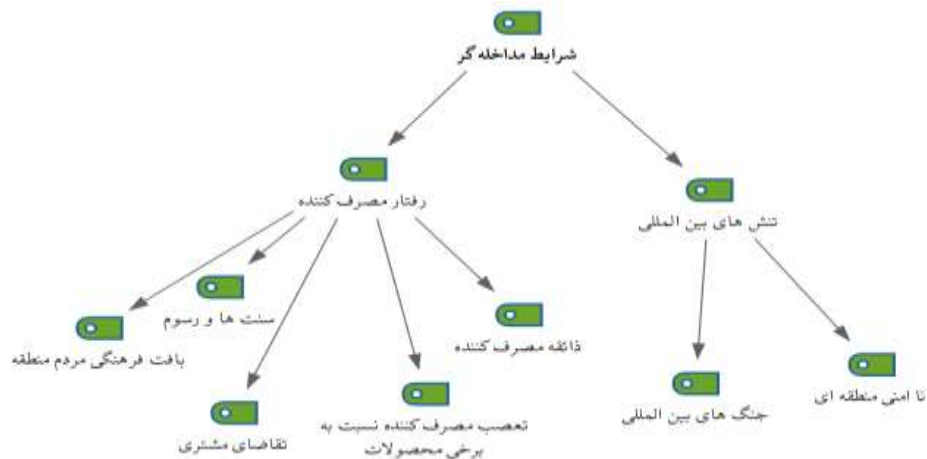 شرایط مداخله‌گر
رفتار مصرف کننده
تنش های بین المللی
سنت ها و رسوم
بافت فرهنگی مردم منطقه
ذائقه مصرف کننده
نا امنی منطقه ای
جنگ های بین المللی
تعصب مصرف کننده نسبت به
برخی محصولات
تقاضای مشتری